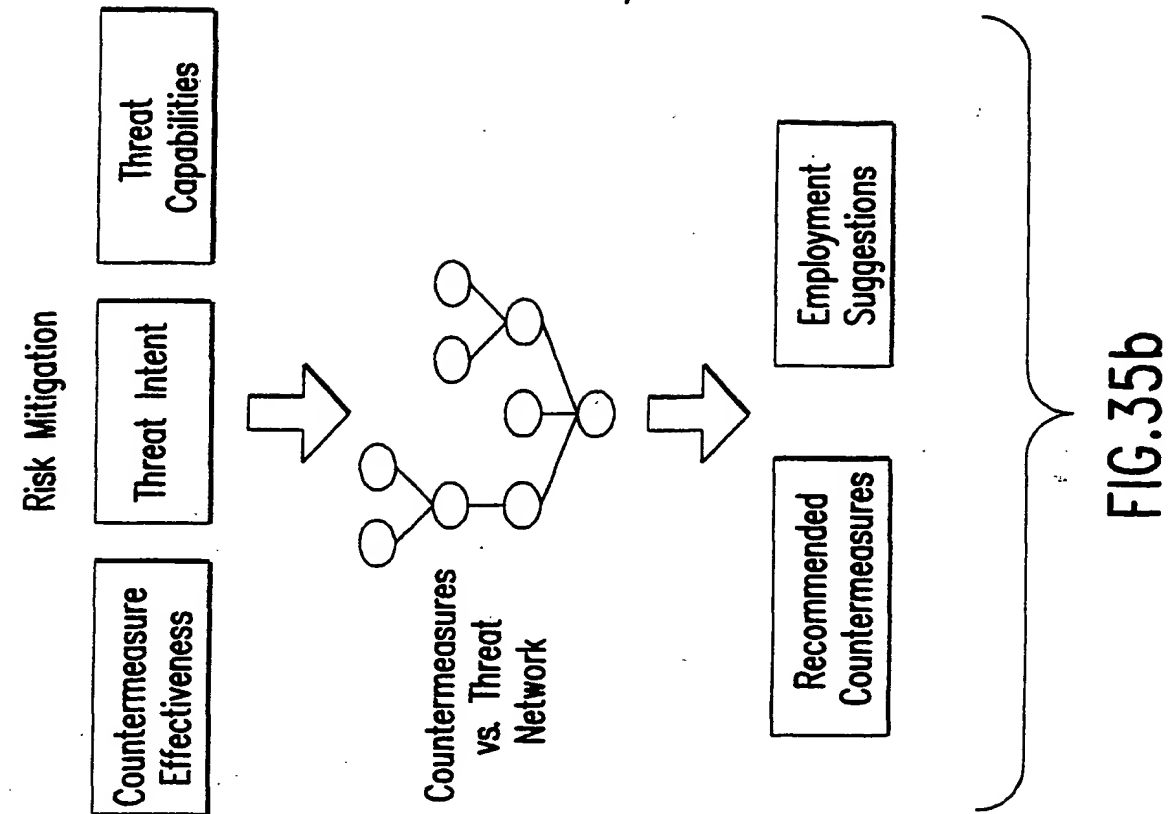 Risk Mitigation
Countermeasure
Effectiveness
Threat Intent
Threat
Capabilities
Countermeasures
vs. Threat
Network
Recommended
Countermeasures
Employment
Suggestions
FIG.35b